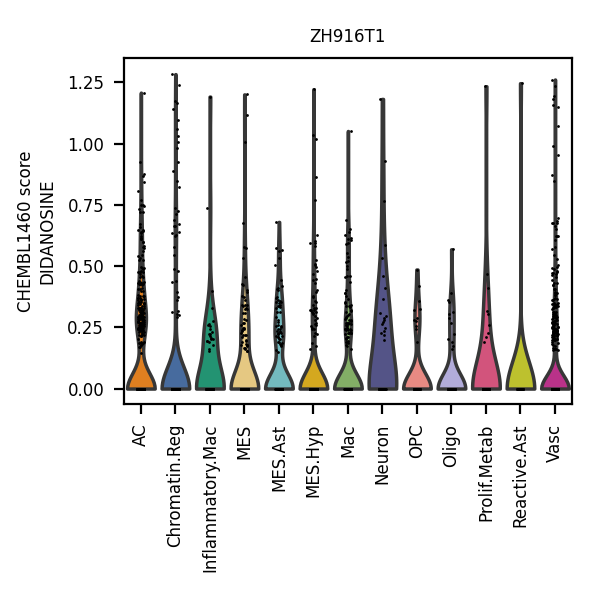 ZH916T1
CHEMBL1460 score
DIDANOSINE
1.25
1.00
0.75
0.50
0.25
0.00
AC
Chromatin.Reg
Inflammatory.Mac
MES
MES.Ast
MES.Hyp
Mac
Neuron
OPC
Oligo
Prolif.Metab
Reactive.Ast
Vasc